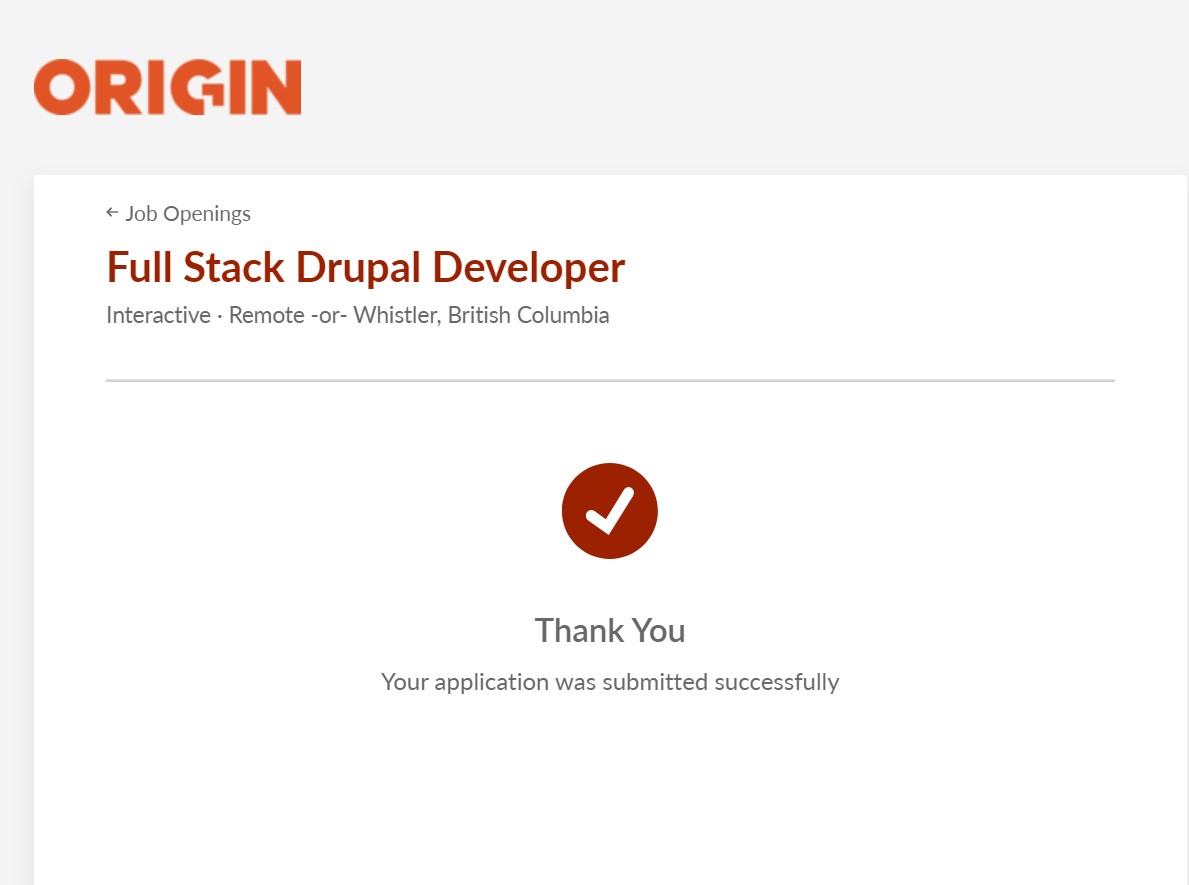 ORIGIN
← Job Openings
Full Stack Drupal Developer
Interactive · Remote -or- Whistler, British Columbia
Thank You
Your application was submitted successfully